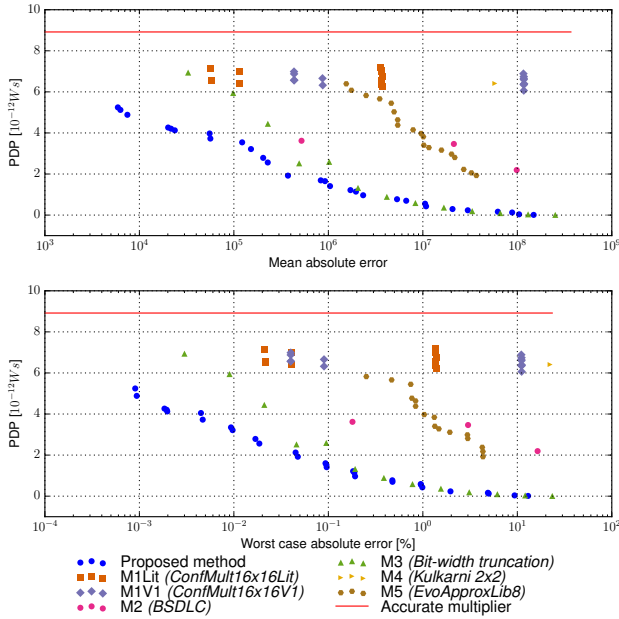 10
8
6
4
2
0
PDP [10⁻¹²Ws]
10³ 10⁴ 10⁵ 10⁶ 10⁷ 10⁸ 10⁹
Mean absolute error
10
8
6
4
2
0
PDP [10⁻¹²Ws]
10⁻⁴ 10⁻³ 10⁻² 10⁻¹ 10⁰ 10¹ 10²
Worst case absolute error [%]
Proposed method
M1Lit (ConfMult16x16Lit)
M1V1 (ConfMult16x16V1)
M2 (BSDLC)
M3 (Bit-width truncation)
M4 (Kulkarni 2x2)
M5 (EvoApproxLib8)
Accurate multiplier